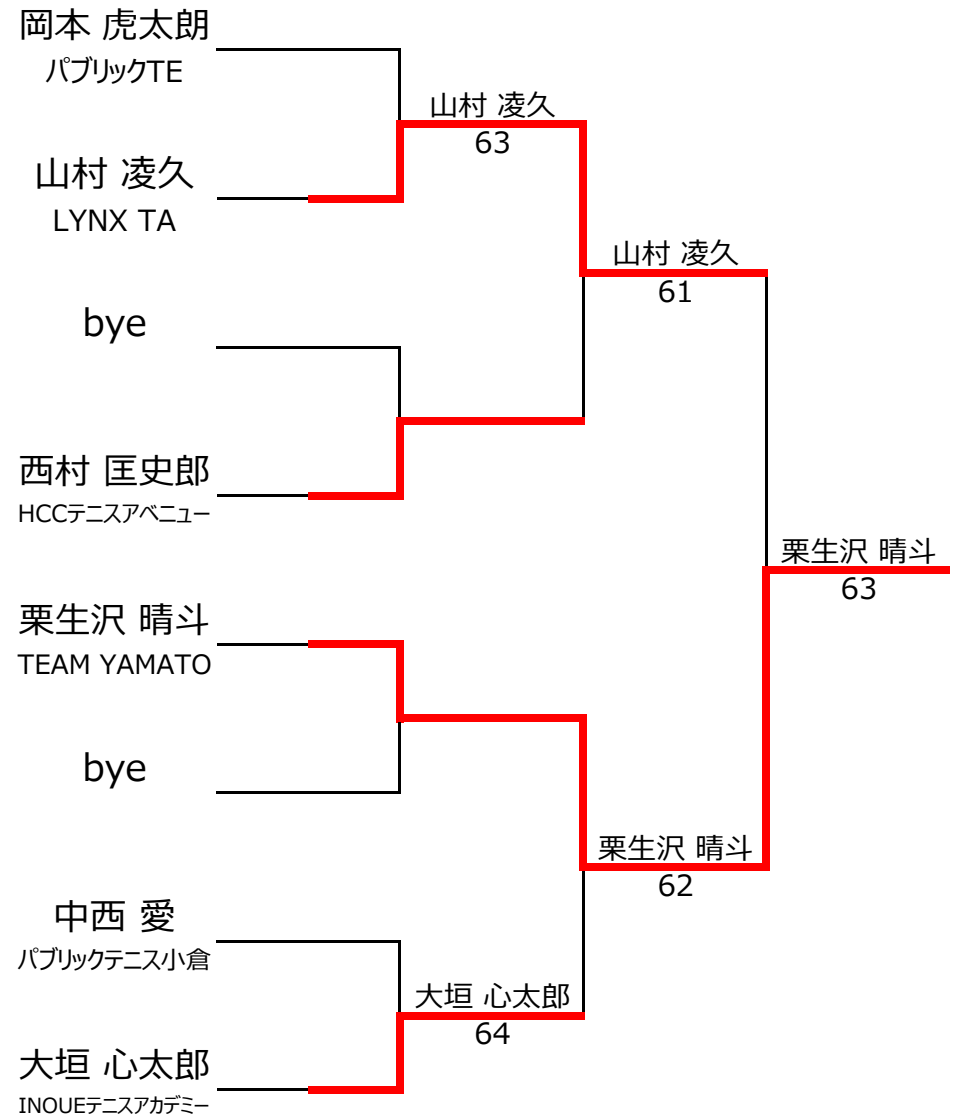 岡本 虎太朗
パブリックTE
山村 凌久
63
山村 凌久
LYNX TA
山村 凌久
61
bye
西村 匡史郎
HCCテニスアベニュー
栗生沢 晴斗
63
栗生沢 晴斗
TEAM YAMATO
bye
栗生沢 晴斗
62
中西 愛
パブリックテニス小倉
大垣 心太郎
64
大垣 心太郎
INOUEテニスアカデミー